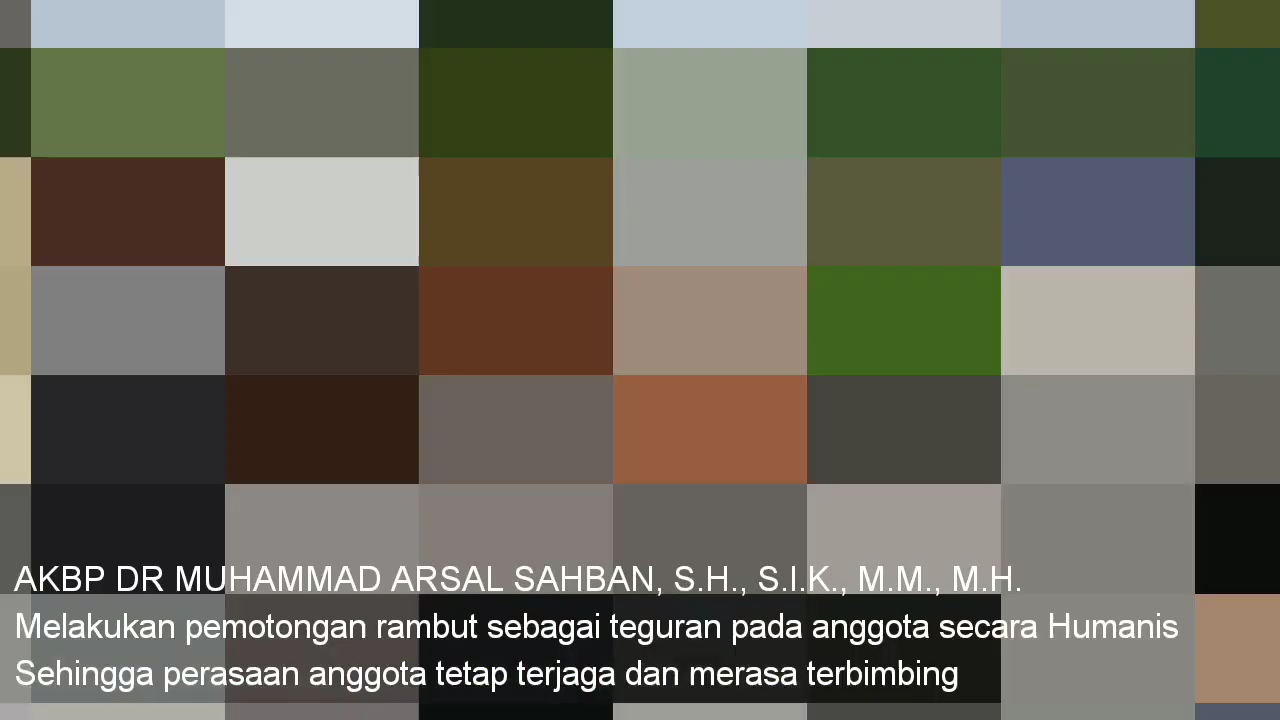 AKBP DR MUHAMMAD ARSAL SAHBAN, S.H., S.I.K., M.M., M.H.
Melakukan pemotongan rambut sebagai teguran pada anggota secara Humanis
Sehingga perasaan anggota tetap terjaga dan merasa terbimbing